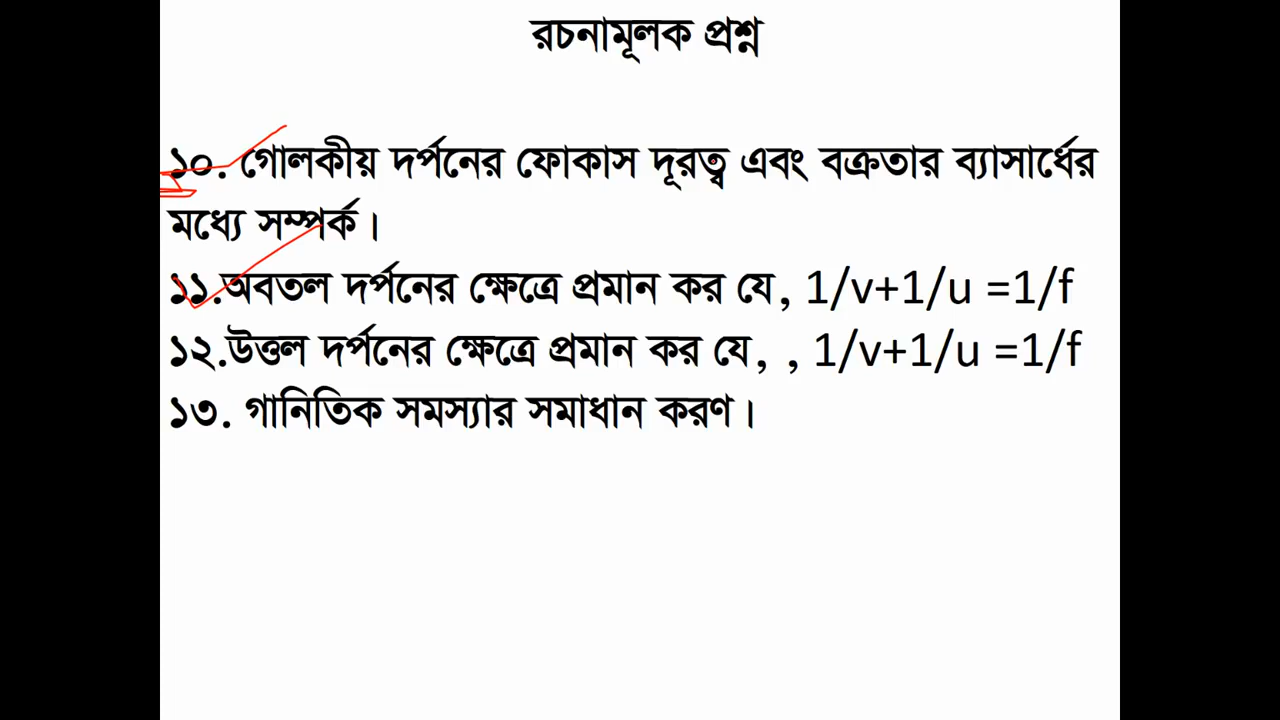 রচনামূলক প্রশ্ন
১০. গোলকীয় দর্পনের ফোকাস দূরত্ব এবং বক্রতার ব্যাসার্ধের
মধ্যে সম্পর্ক।
১১.অবতল দর্পনের ক্ষেত্রে প্রমান কর যে, 1/v+1/u =1/f
১২.উত্তল দর্পনের ক্ষেত্রে প্রমান কর যে, , 1/v+1/u =1/f
১৩. গানিতিক সমস্যার সমাধান করণ।